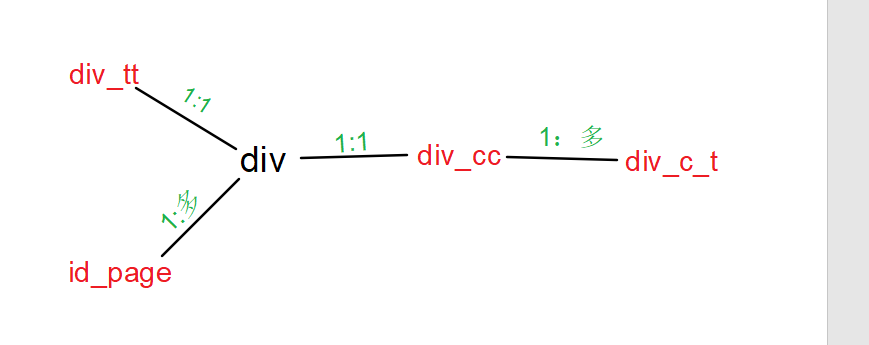 div_tt
1:1
div
1:1
div_cc
1：多
div_c_t
1:多
id_page